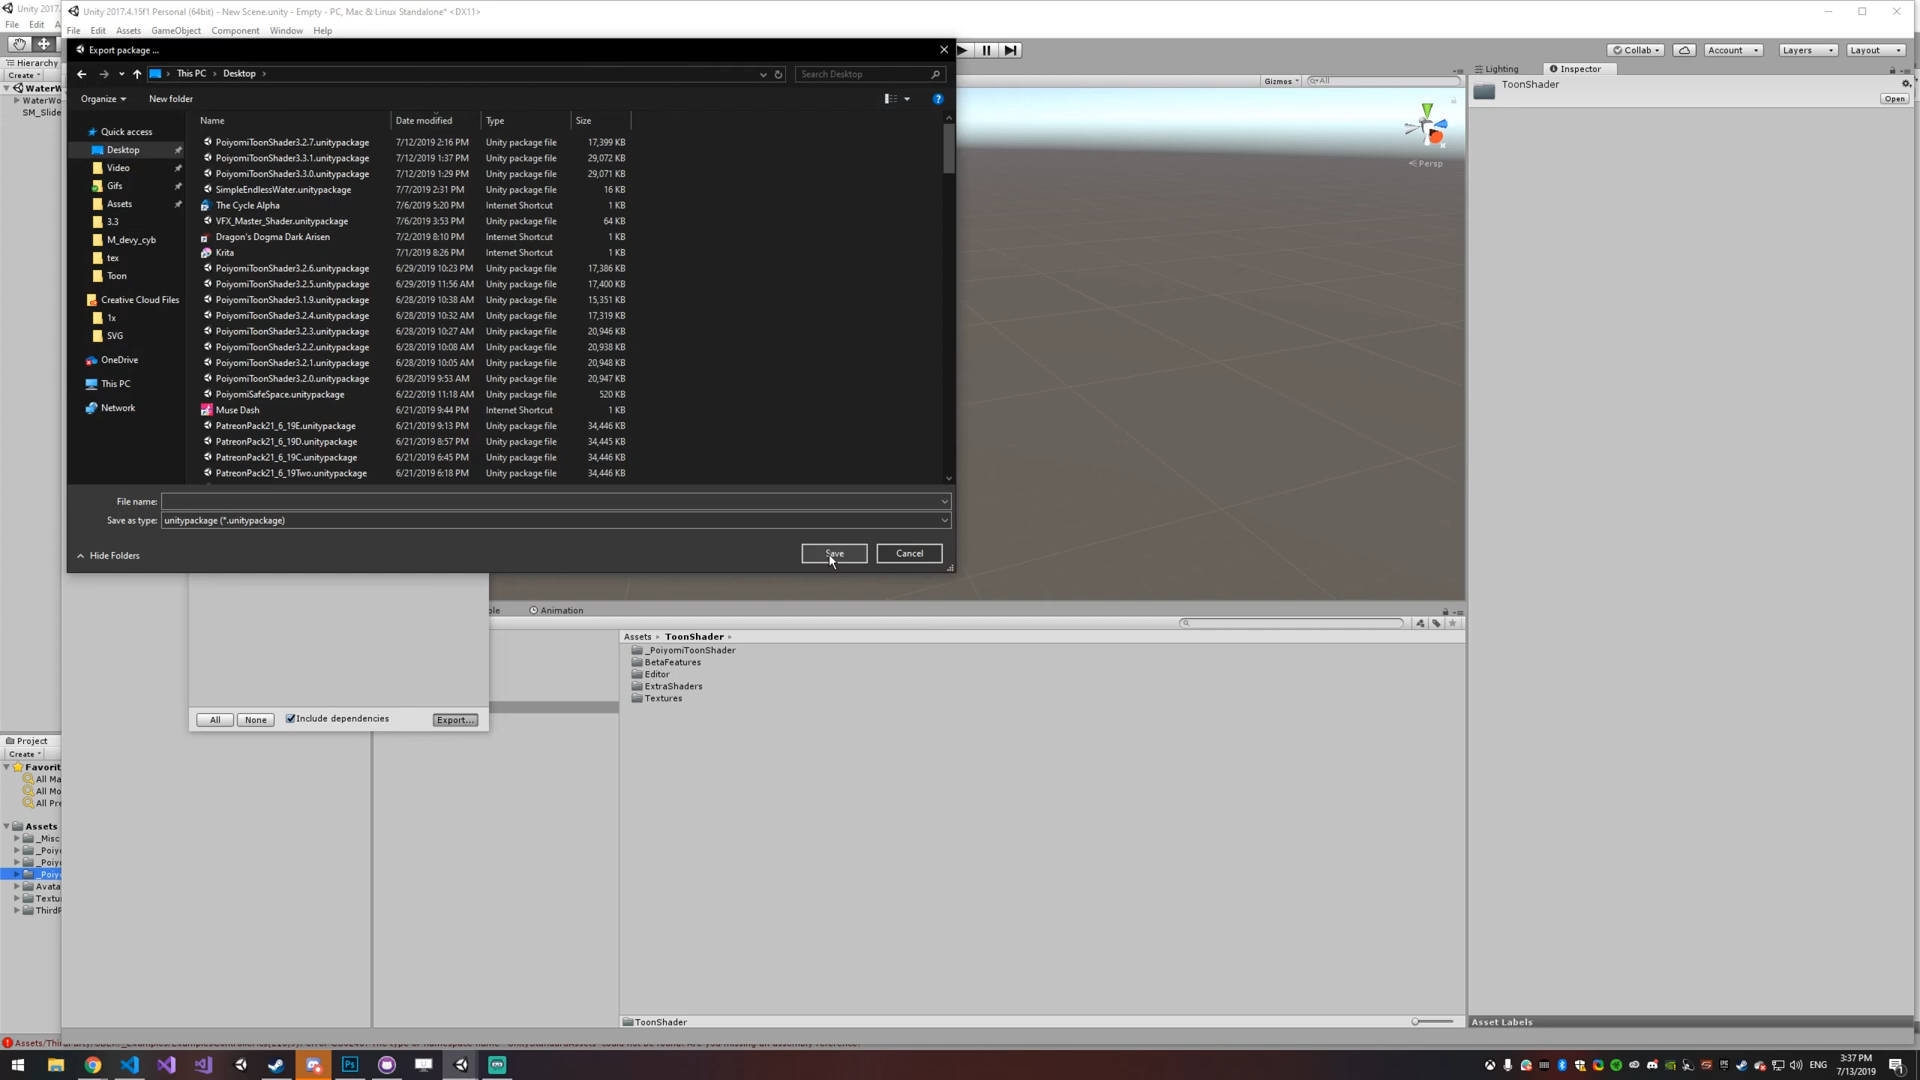 Unity 2017
Unity 2017.4.15f1 Personal (64bit) - New Scene.unity - Empty - PC, Mac & Linux Standalone* <DX11>
File Edit
File Edit Assets GameObject Component Window Help
Export package ...
Collab Account Layers Layout
Hierarchy
Create
This PC > Desktop >
Search Desktop
Gizmos
All
Lighting
Inspector
ToonShader
Open
Organize New folder
WaterW
WaterWo
SM_Slide
Persp
Name Date modified Type Size
Quick access
Desktop
Video
Gifs
Assets
3.3
M_devy_cyb
tex
Toon
Creative Cloud Files
1x
SVG
OneDrive
This PC
Network
PoiyomiToonShader3.2.7.unitypackage 7/12/2019 2:16 PM Unity package file 17,399 KB
PoiyomiToonShader3.3.1.unitypackage 7/12/2019 1:37 PM Unity package file 29,072 KB
PoiyomiToonShader3.3.0.unitypackage 7/12/2019 1:29 PM Unity package file 29,071 KB
SimpleEndlessWater.unitypackage 7/7/2019 2:31 PM Unity package file 16 KB
The Cycle Alpha 7/6/2019 5:20 PM Internet Shortcut 1 KB
VFX_Master_Shader.unitypackage 7/6/2019 3:53 PM Unity package file 64 KB
Dragon's Dogma Dark Arisen 7/2/2019 8:10 PM Internet Shortcut 1 KB
Krita 7/1/2019 8:26 PM Internet Shortcut 1 KB
PoiyomiToonShader3.2.6.unitypackage 6/29/2019 10:23 PM Unity package file 17,386 KB
PoiyomiToonShader3.2.5.unitypackage 6/29/2019 11:56 AM Unity package file 17,400 KB
PoiyomiToonShader3.1.9.unitypackage 6/28/2019 10:38 AM Unity package file 15,351 KB
PoiyomiToonShader3.2.4.unitypackage 6/28/2019 10:32 AM Unity package file 17,319 KB
PoiyomiToonShader3.2.3.unitypackage 6/28/2019 10:27 AM Unity package file 20,946 KB
PoiyomiToonShader3.2.2.unitypackage 6/28/2019 10:08 AM Unity package file 20,938 KB
PoiyomiToonShader3.2.1.unitypackage 6/28/2019 10:05 AM Unity package file 20,948 KB
PoiyomiToonShader3.2.0.unitypackage 6/28/2019 9:53 AM Unity package file 20,947 KB
PoiyomiSafeSpace.unitypackage 6/22/2019 11:18 AM Unity package file 520 KB
Muse Dash 6/21/2019 9:44 PM Internet Shortcut 1 KB
PatreonPack21_6_19E.unitypackage 6/21/2019 9:13 PM Unity package file 34,446 KB
PatreonPack21_6_19D.unitypackage 6/21/2019 8:57 PM Unity package file 34,445 KB
PatreonPack21_6_19C.unitypackage 6/21/2019 6:45 PM Unity package file 34,446 KB
PatreonPack21_6_19Two.unitypackage 6/21/2019 6:18 PM Unity package file 34,446 KB
File name:
Save as type: unitypackage (*.unitypackage)
Hide Folders
Save Cancel
Animation
Assets > ToonShader >
_PoiyomiToonShader
BetaFeatures
Editor
ExtraShaders
Textures
All None Include dependencies Export...
Project
Create
Favorit
All Ma
All Mo
All Pre
Assets
_Misc
_Poiy
_Poiy
_Poiy
Avata
Textu
ThirdP
ToonShader
Asset Labels
ENG
3:37 PM
7/13/2019